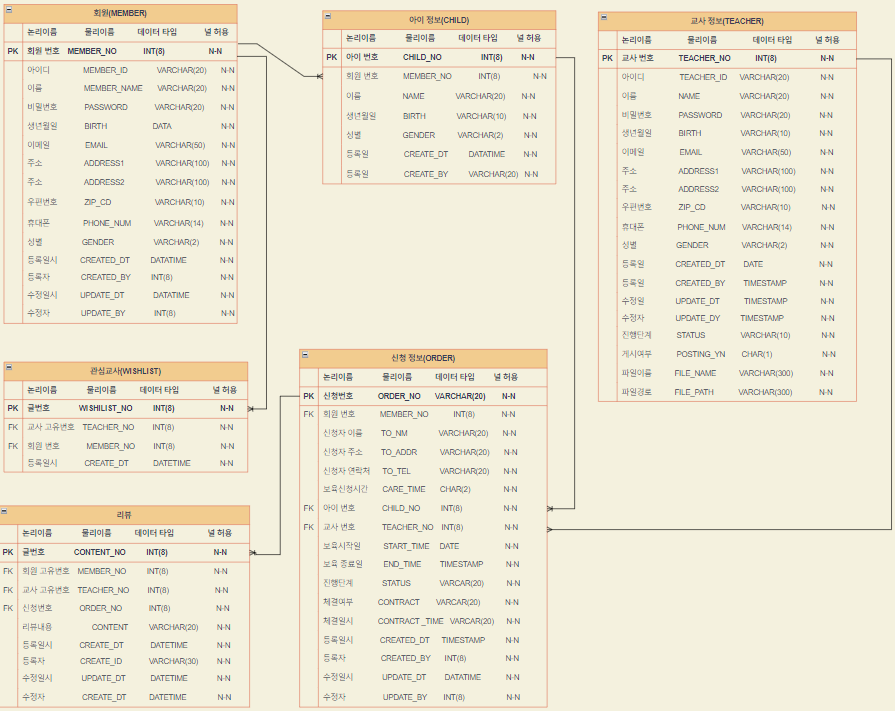 회원(MEMBER)
논리이름 물리이름 데이터 타입 널 허용
PK 회원 번호 MEMBER_NO INT(8) N-N
아이디 MEMBER_ID VARCHAR(20) N-N
이름 MEMBER_NAME VARCHAR(20) N-N
비밀번호 PASSWORD VARCHAR(20) N-N
생년월일 BIRTH DATA N-N
이메일 EMAIL VARCHAR(50) N-N
주소 ADDRESS1 VARCHAR(100) N-N
주소 ADDRESS2 VARCHAR(100) N-N
우편번호 ZIP_CD VARCHAR(10) N-N
휴대폰 PHONE_NUM VARCHAR(14) N-N
성별 GENDER VARCHAR(2) N-N
등록일시 CREATED_DT DATATIME N-N
등록자 CREATED_BY INT(8) N-N
수정일시 UPDATE_DT DATATIME N-N
수정자 UPDATE_BY INT(8) N-N
아이 정보(CHILD)
논리이름 물리이름 데이터 타입 널 허용
PK 아이 번호 CHILD_NO INT(8) N-N
회원 번호 MEMBER_NO INT(8) N-N
이름 NAME VARCHAR(20) N-N
생년월일 BIRTH VARCHAR(10) N-N
성별 GENDER VARCHAR(2) N-N
등록일 CREATE_DT DATATIME N-N
등록일 CREATE_BY VARCHAR(20) N-N
교사 정보(TEACHER)
논리이름 물리이름 데이터 타입 널 허용
PK 교사 번호 TEACHER_NO INT(8) N-N
아이디 TEACHER_ID VARCHAR(20) N-N
이름 NAME VARCHAR(20) N-N
비밀번호 PASSWORD VARCHAR(20) N-N
생년월일 BIRTH VARCHAR(10) N-N
이메일 EMAIL VARCHAR(50) N-N
주소 ADDRESS1 VARCHAR(100) N-N
주소 ADDRESS2 VARCHAR(100) N-N
우편번호 ZIP_CD VARCHAR(10) N-N
휴대폰 PHONE_NUM VARCHAR(14) N-N
성별 GENDER VARCHAR(2) N-N
등록일 CREATED_DT DATE N-N
등록일 CREATED_BY TIMESTAMP N-N
수정일 UPDATE_DT TIMESTAMP N-N
수정자 UPDATE_DY TIMESTAMP N-N
진행단계 STATUS VARCHAR(10) N-N
게시여부 POSTING_YN CHAR(1) N-N
파일이름 FILE_NAME VARCHAR(300) N-N
파일경로 FILE_PATH VARCHAR(300) N-N
관심교사(WISHLIST)
논리이름 물리이름 데이터 타입 널 허용
PK 글번호 WISHILIST_NO INT(8) N-N
FK 교사 고유번호 TEACHER_NO INT(8) N-N
FK 회원 번호 MEMBER_NO INT(8) N-N
등록일시 CREATE_DT DATETIME N-N
신청 정보(ORDER)
논리이름 물리이름 데이터 타입 널 허용
PK 신청번호 ORDER_NO VARCHAR(20) N-N
FK 회원 번호 MEMBER_NO INT(8) N-N
신청자 이름 TO_NM VARCHAR(20) N-N
신청자 주소 TO_ADDR VARCHAR(20) N-N
신청자 연락처 TO_TEL VARCHAR(20) N-N
보육신청시간 CARE_TIME CHAR(2) N-N
FK 아이 번호 CHILD_NO INT(8) N-N
FK 교사 번호 TEACHER_NO INT(8) N-N
보육시작일 START_TIME DATE N-N
보육 종료일 END_TIME TIMESTAMP N-N
진행단계 STATUS VARCAR(20) N-N
체결여부 CONTRACT VARCAR(20) N-N
체결일시 CONTRACT _TIME VARCAR(20) N-N
등록일시 CREATED_DT TIMESTAMP N-N
등록자 CREATED_BY INT(8) N-N
수정일시 UPDATE_DT DATATIME N-N
수정자 UPDATE_BY INT(8) N-N
리뷰
논리이름 물리이름 데이터 타입 널 허용
PK 글번호 CONTENT_NO INT(8) N-N
FK 회원 고유번호 MEMBER_NO INT(8) N-N
FK 교사 고유번호 TEACHER_NO INT(8) N-N
FK 신청번호 ORDER_NO INT(8) N-N
리뷰내용 CONTENT VARCHAR(20) N-N
등록일시 CREATE_DT DATETIME N-N
등록자 CREATE_ID VARCHAR(30) N-N
수정일시 UPDATE_DT DATETIME N-N
수정자 CREATE_DT DATETIME N-N